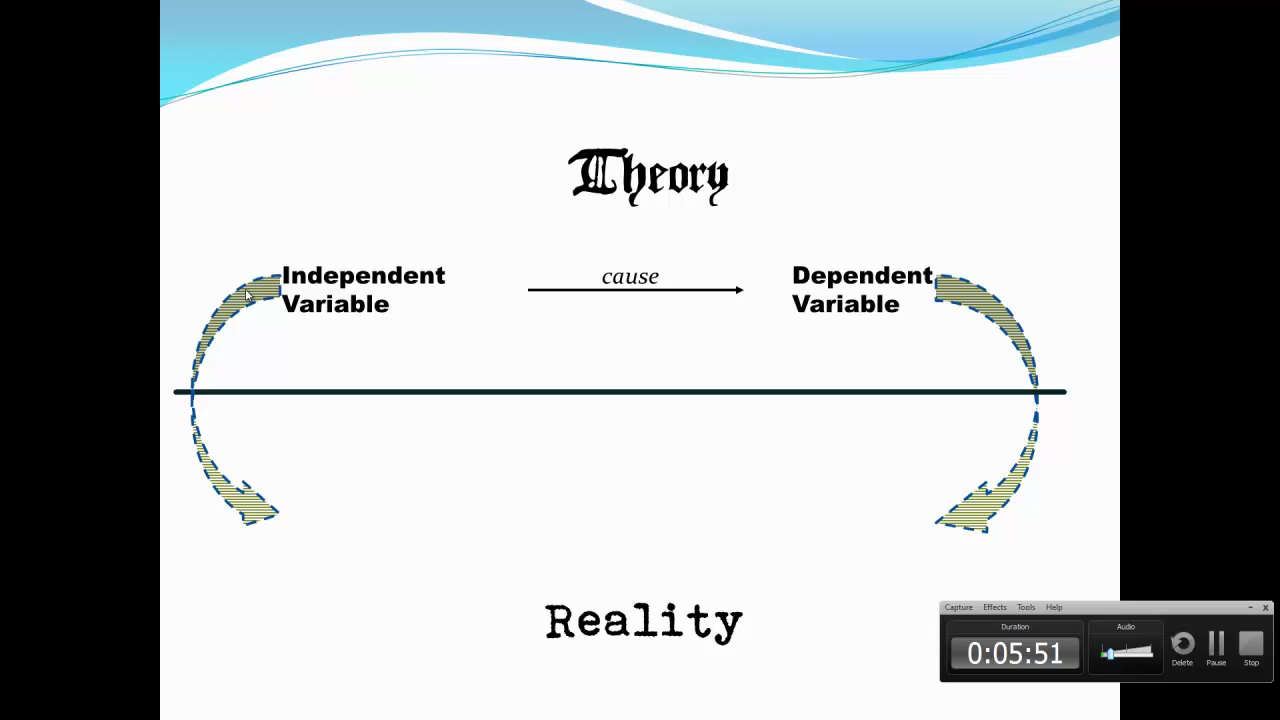 Theory
Independent
Variable
cause
Dependent
Variable
Reality
Capture Effects Tools Help
Duration
0:05:51
Audio
Delete Pause Stop